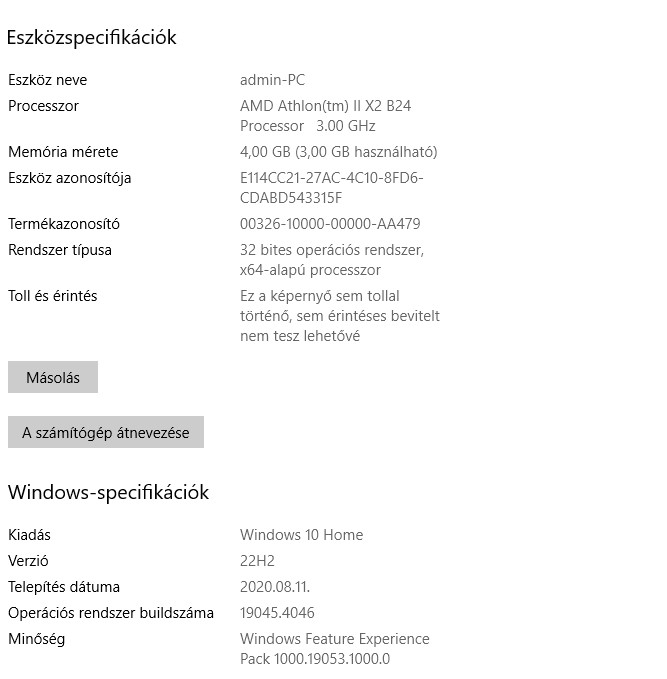 Eszközspecifikációk
Eszköz neve admin-PC
Processzor AMD Athlon(tm) II X2 B24
Processor 3.00 GHz
Memória mérete 4,00 GB (3,00 GB használható)
Eszköz azonosítója E114CC21-27AC-4C10-8FD6-
CDABD543315F
Termékazonosító 00326-10000-00000-AA479
Rendszer típusa 32 bites operációs rendszer,
x64-alapú processzor
Toll és érintés Ez a képernyő sem tollal
történő, sem érintéses bevitelt
nem tesz lehetővé
Másolás
A számítógép átnevezése
Windows-specifikációk
Kiadás Windows 10 Home
Verzió 22H2
Telepítés dátuma 2020.08.11.
Operációs rendszer buildszáma 19045.4046
Minőség Windows Feature Experience
Pack 1000.19053.1000.0